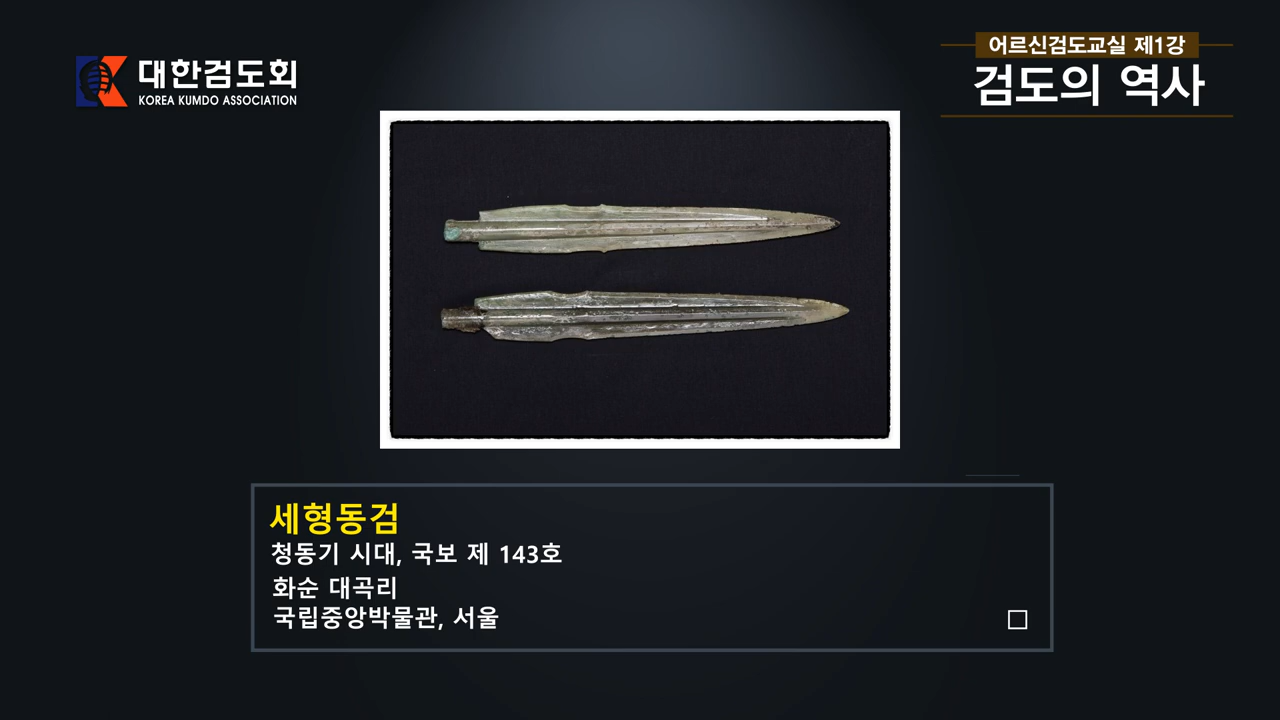 대한검도회
KOREA KUMDO ASSOCIATION
어르신검도교실 제1강
검도의 역사
세형동검
청동기 시대, 국보 제 143호
화순 대곡리
국립중앙박물관, 서울